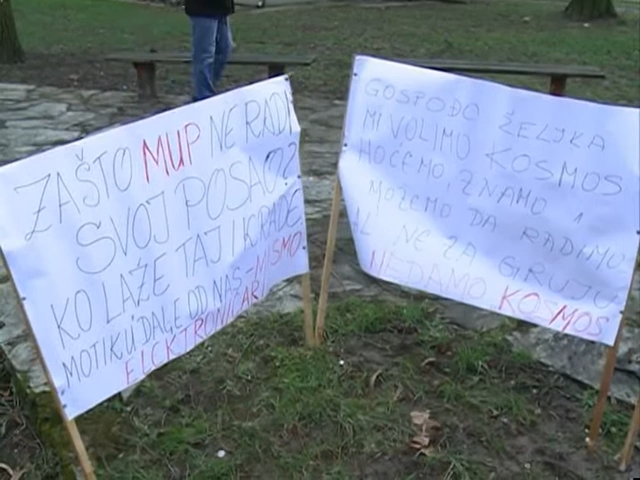 ZAŠTO MUP NE RADI
SVOJ POSAO?
KO LAŽE TAJ I KRADE
MOTIKU DALE OD NAS-MI SMO
ELEKTRONIČARI
GOSPOĐO ŽELJKA
MI VOLIMO KOSMOS
HOĆEMO, ZNAMO I
MOŽEMO DA RADIMO
AL NE ZA GIRUJU
NEDAMO KOSMOS